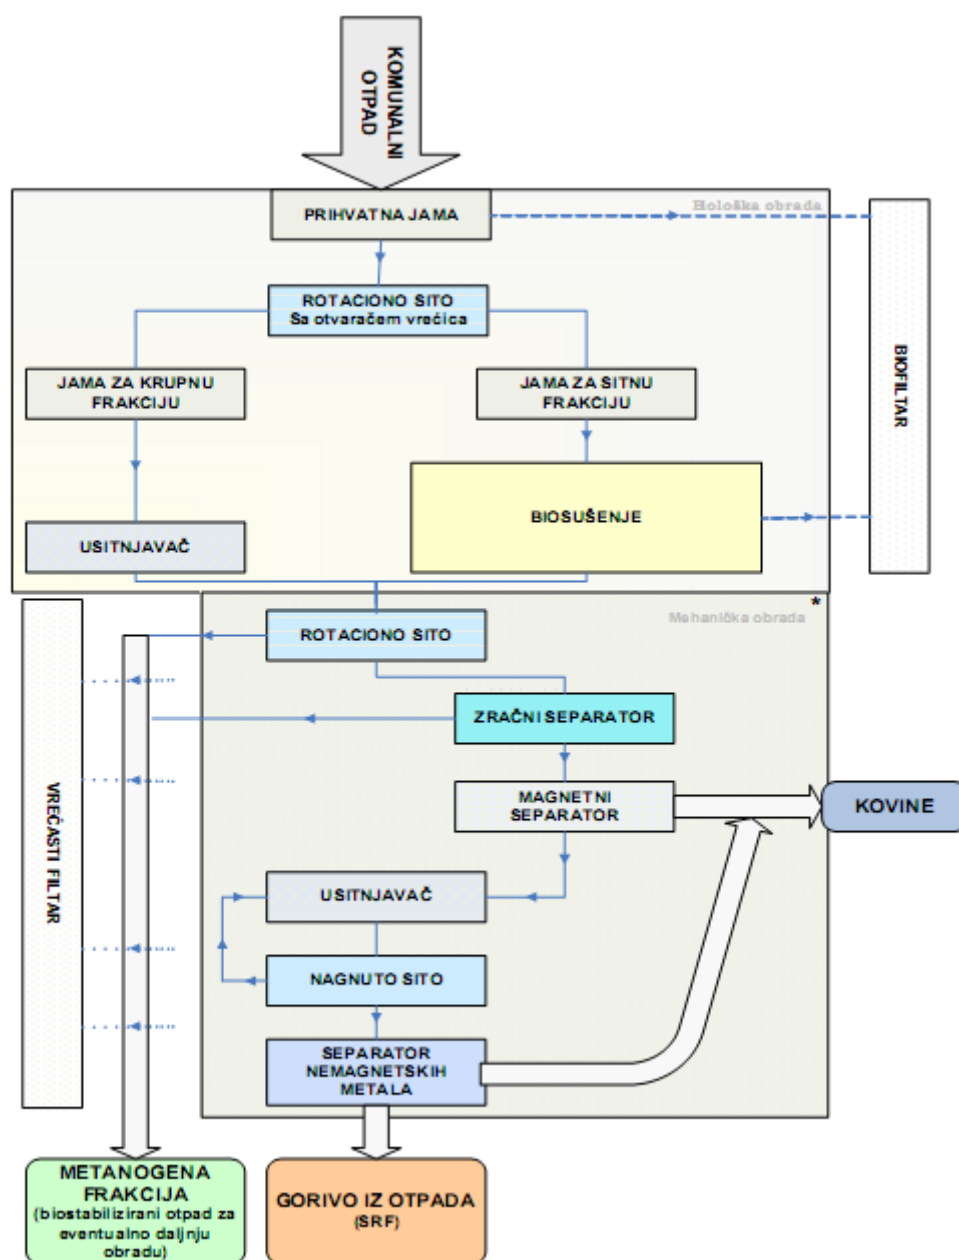 KOMUNALNI
OTPAD
PRIHVATNA JAMA
Biološka obrada
ROTACIONO SITO
Sa otvaračem vrećica
JAMA ZA KRUPNU
FRAKCIJU
JAMA ZA SITNU
FRAKCIJU
BIOFILTAR
BIOSUŠENJE
USITNJAVAČ
*
Mehanička obrada
ROTACIONO SITO
ZRAČNI SEPARATOR
MAGNETNI
SEPARATOR
KOVINE
VREĆASTI FILTAR
USITNJAVAČ
NAGNUTO SITO
SEPARATOR
NEMAGNETSKIH
METALA
METANOGENA
FRAKCIJA
(biostabilizirani otpad za
eventualno daljnju
obradu)
GORIVO IZ OTPADA
(SRF)